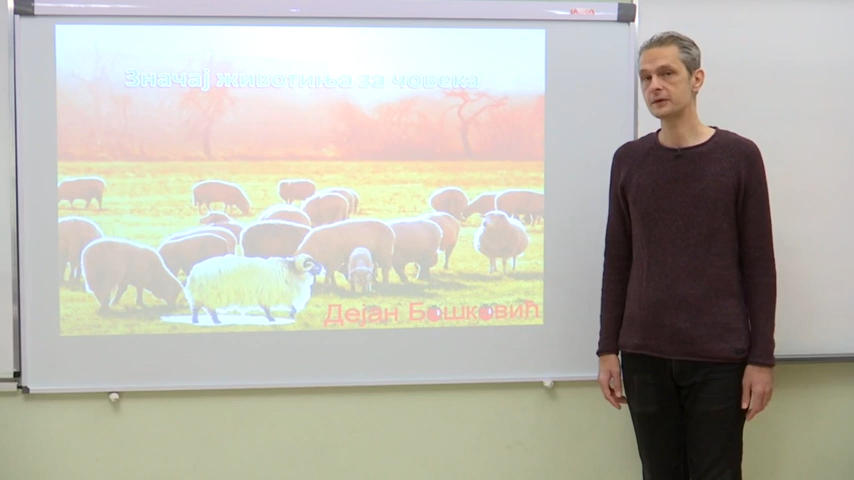 Значај животиња за човека
Дејан Бошковић